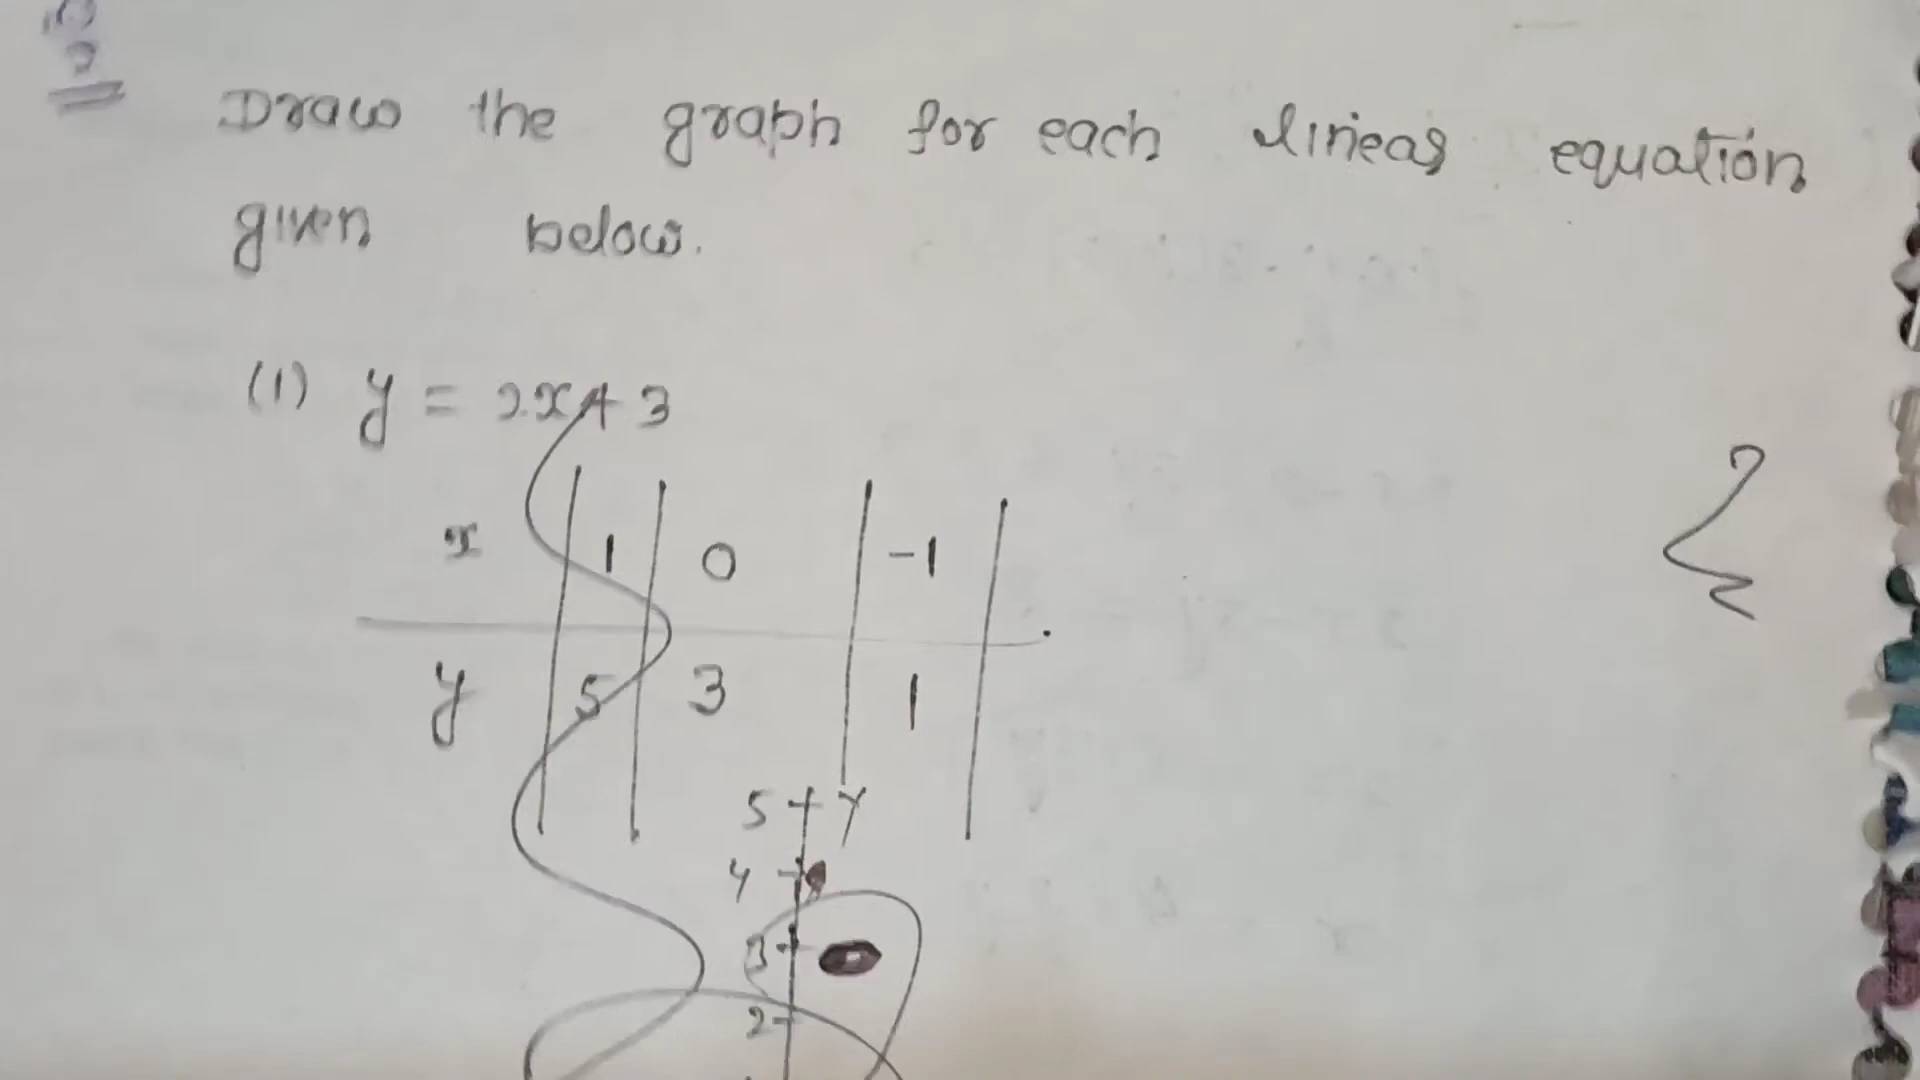 Draw the graph for each linear equation
given below.
(1) y = 2x+3
x 1 0 -1
y 5 3 1
5 Y
4
3
2